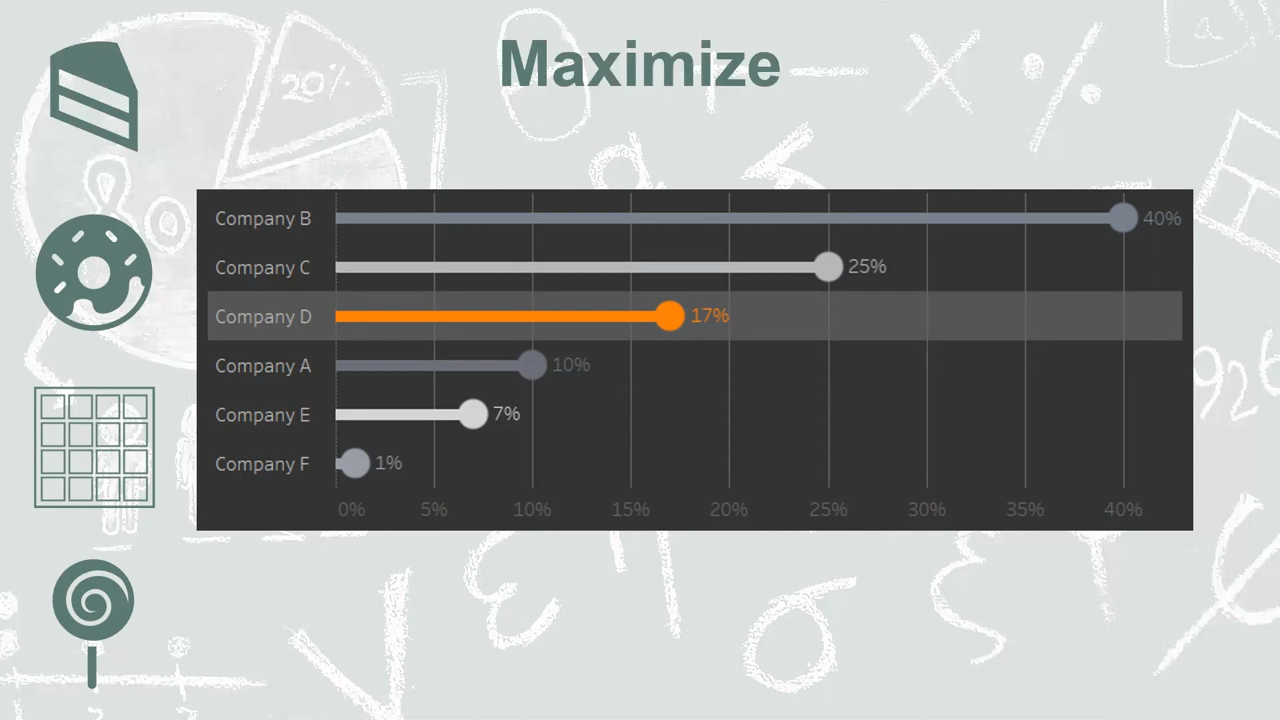 Maximize
20%
Company B 40%
Company C 25%
Company D 17%
Company A 10%
Company E 7%
Company F 1%
0% 5% 10% 15% 20% 25% 30% 35% 40%